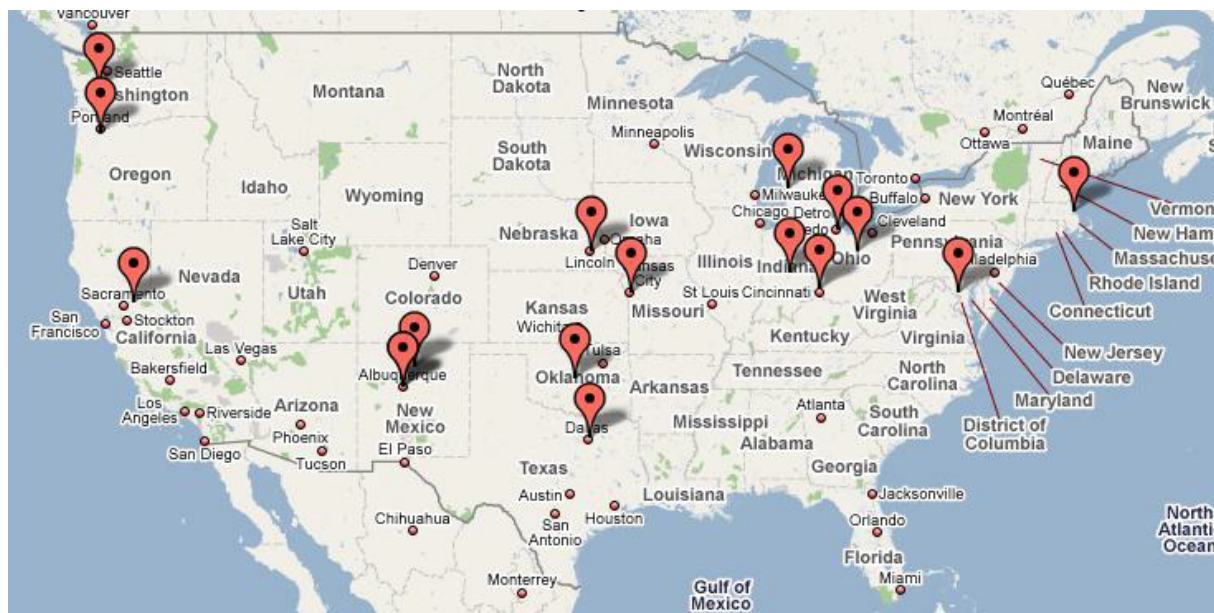 Vancouver
Seattle
Washington
Portland
Oregon
Idaho
Montana
North
Dakota
South
Dakota
Minnesota
Minneapolis
Wisconsin
Michigan
Wyoming
Nebraska
Iowa
Omaha
Lincoln
Milwaukee
Chicago
Detroit
Toledo
Cleveland
Toronto
Buffalo
Ottawa
Montréal
Québec
New
Brunswick
Maine
New York
Vermont
New Ham
Massachuse
Rhode Island
Connecticut
New Jersey
Delaware
Maryland
District of
Columbia
Pennsylvania
Philadelphia
Salt
Lake City
Nevada
Utah
Denver
Colorado
Kansas
Wichita
Kansas
City
Missouri
St Louis
Illinois
Indiana
Ohio
Cincinnati
West
Virginia
Virginia
Kentucky
Sacramento
San
Francisco
Stockton
California
Las Vegas
Bakersfield
Los
Angeles
Riverside
San Diego
Arizona
Phoenix
Tucson
Albuquerque
New
Mexico
El Paso
Tulsa
Oklahoma
Arkansas
Tennessee
North
Carolina
South
Carolina
Atlanta
Georgia
Alabama
Mississippi
Louisiana
Dallas
Texas
Austin
San
Antonio
Houston
Jacksonville
Orlando
Florida
Miami
Chihuahua
Monterrey
Gulf of
Mexico
North
Atlanti
Ocean